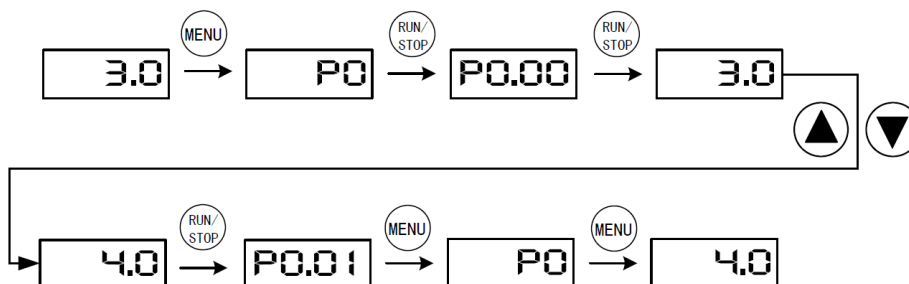 MENU
RUN/
STOP
RUN/
STOP
3.0
P0
P0.00
3.0
RUN/
STOP
MENU
MENU
4.0
P0.01
P0
4.0